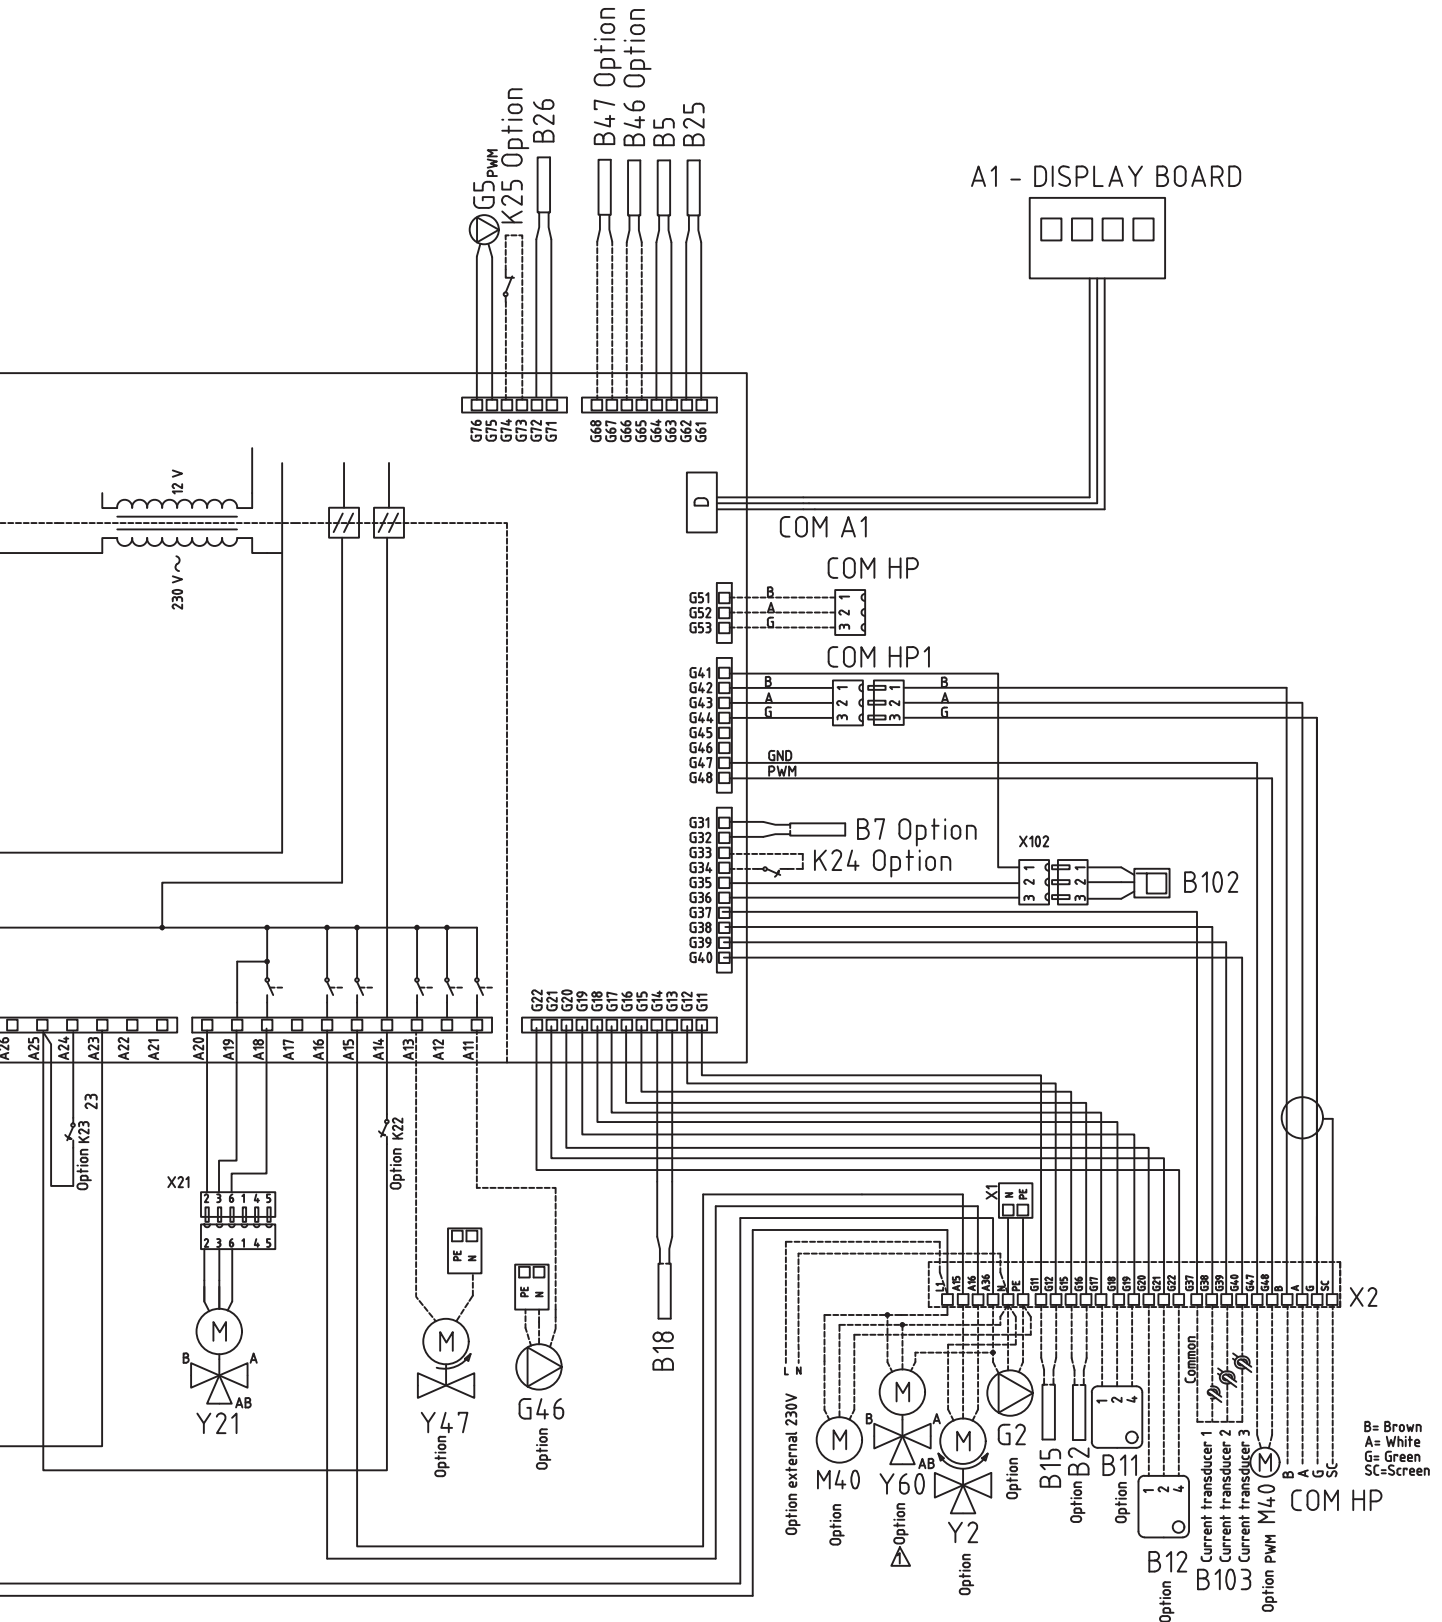 B47 Option
B46 Option
B5
B25
G5 PWM
K25 Option
B26
A1 - DISPLAY BOARD
G76
G75
G74
G73
G72
G71
G68
G67
G66
G65
G64
G63
G62
G61
12 V
230 V ~
D
COM A1
COM HP
G51
G52
G53
B
A
G
1
2
3
COM HP1
G41
G42
G43
G44
G45
G46
G47
G48
B
A
G
1
2
3
1
2
3
B
A
G
GND
PWM
G31
G32
G33
G34
G35
G36
G37
G38
G39
G40
B7 Option
K24 Option
X102
1
2
3
1
2
3
B102
G22
G21
G20
G19
G18
G17
G16
G15
G14
G13
G12
G11
A26
A25
A24
A23
A22
A21
A20
A19
A18
A17
A16
A15
A14
A13
A12
A11
23
Option K23
Option K22
X21
2 3 6 1 4 5
2 3 6 1 4 5
M
B
A
AB
Y21
PE
N
M
Y47
Option
PE
N
G46
Option
B18
X1
N
PE
L1
A15
A16
A36
N
PE
G11
G12
G15
G16
G17
G18
G19
G20
G21
G22
G37
G38
G39
G40
G47
G48
B
A
G
SC
X2
L N
Option external 230V
M
M40
Option
M
B
A
AB
Y60
Option
1
M
Y2
Option
G2
Option
B15
B2
Option
1
2
4
B11
Option
1
2
4
B12
Option
Common
Current transducer 1
Current transducer 2
Current transducer 3
B103
M
M40
Option PWM
B
A
G
SC
COM HP
B= Brown
A= White
G= Green
SC=Screen